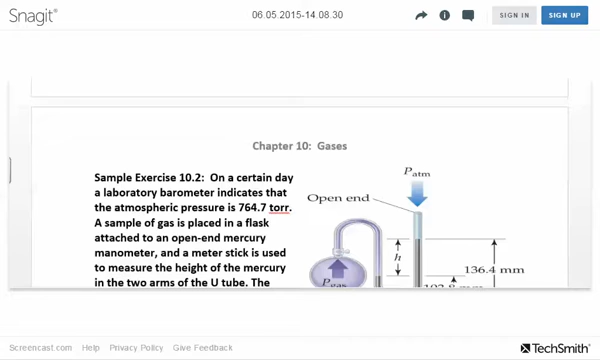 Snagit®
06.05.2015-14.08.30
SIGN IN
SIGN UP
Chapter 10: Gases
Sample Exercise 10.2: On a certain day
a laboratory barometer indicates that
the atmospheric pressure is 764.7 torr.
A sample of gas is placed in a flask
attached to an open-end mercury
manometer, and a meter stick is used
to measure the height of the mercury
in the two arms of the U tube. The
Patm
Open end
h
136.4 mm
Pgas
Screencast.com Help Privacy Policy Give Feedback
TechSmith®